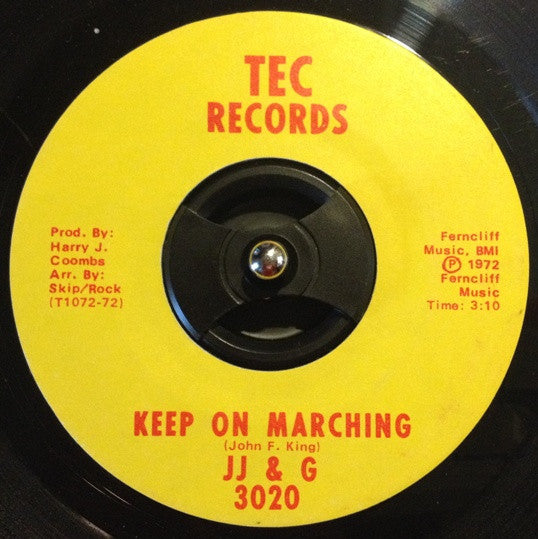 TEC
RECORDS
Prod. By:
Harry J.
Coombs
Arr. By:
Skip/Rock
(T1072-72)
Ferncliff
Music, BMI
Ⓟ 1972
Ferncliff
Music
Time: 3:10
KEEP ON MARCHING
(John F. King)
JJ & G
3020